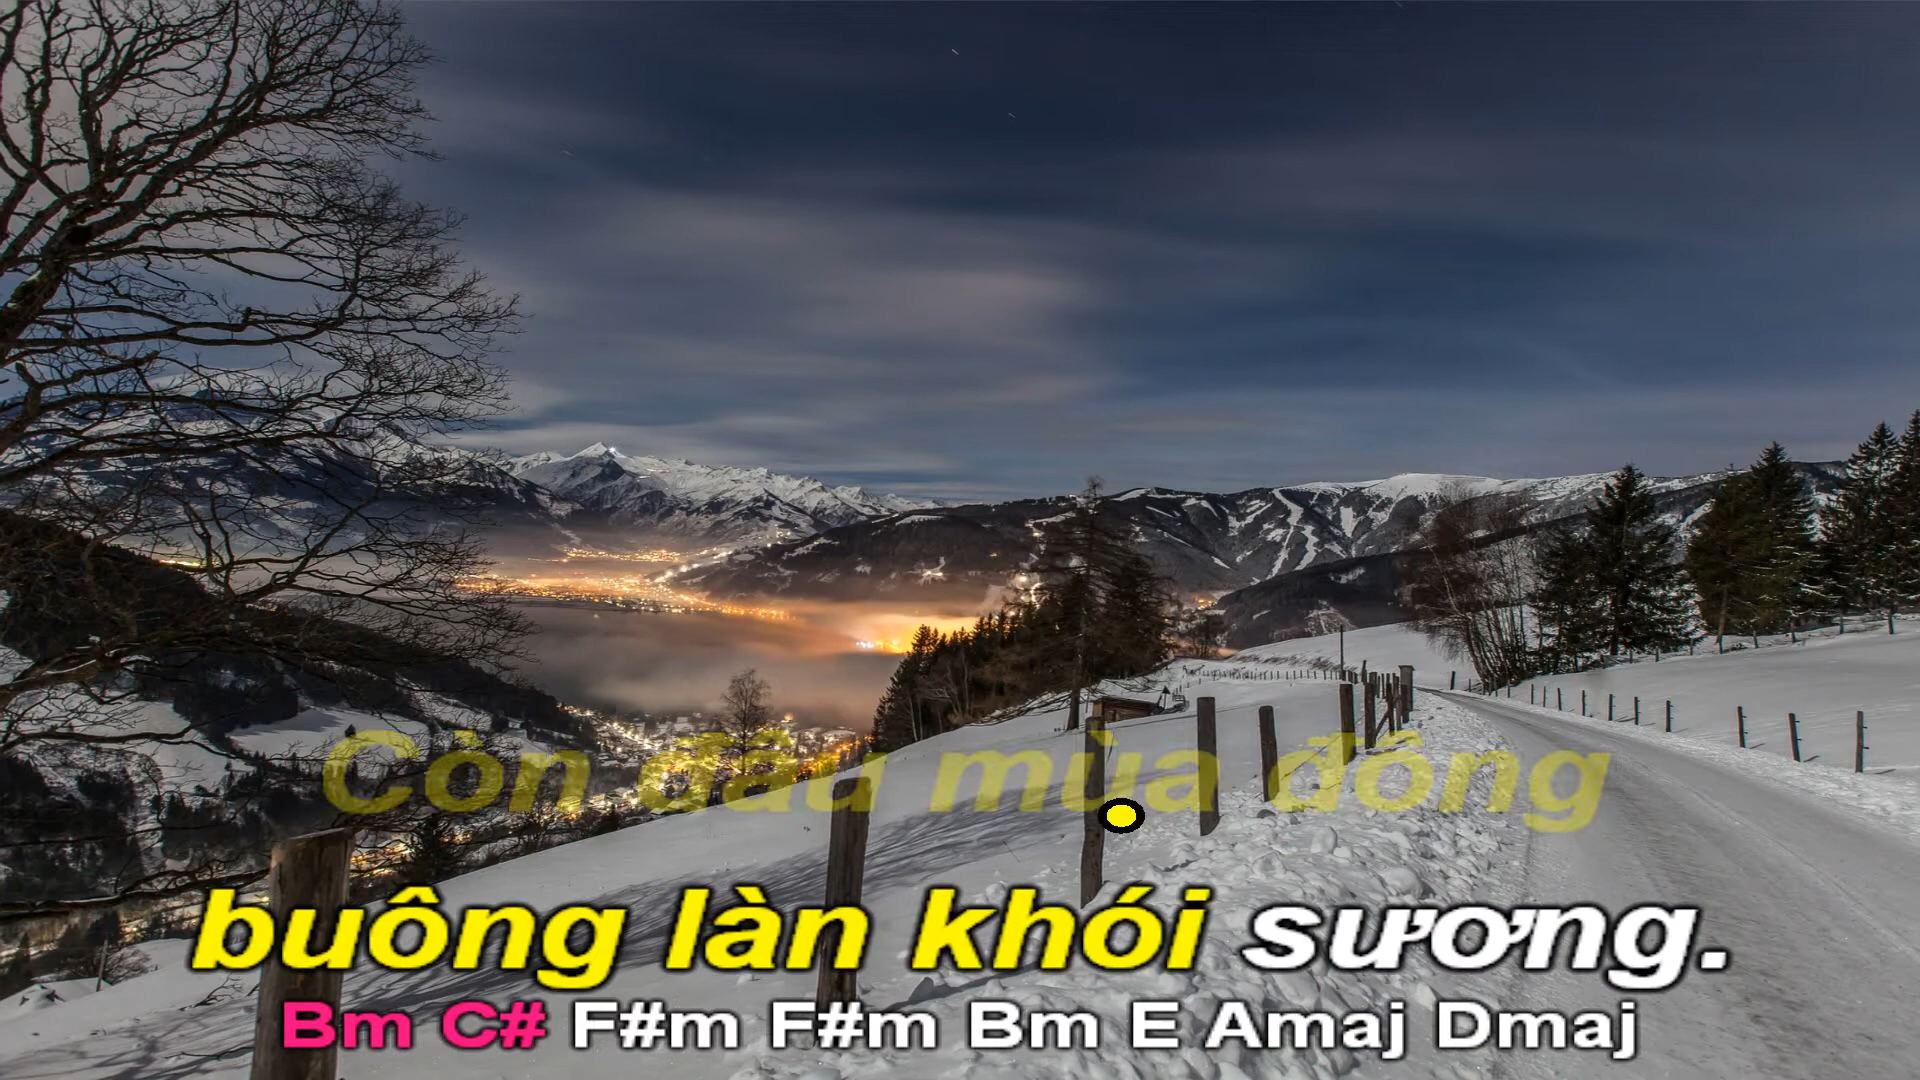 Còn đâu mùa đông
buông làn khói sương.
Bm C# F#m F#m Bm E Amaj Dmaj